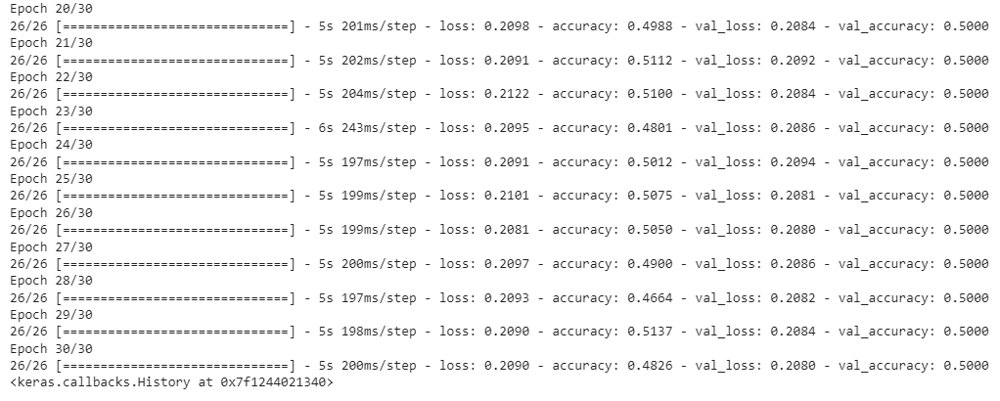 Epoch 20/30
26/26 [==============================] - 5s 201ms/step - loss: 0.2098 - accuracy: 0.4988 - val_loss: 0.2084 - val_accuracy: 0.5000
Epoch 21/30
26/26 [==============================] - 5s 202ms/step - loss: 0.2091 - accuracy: 0.5112 - val_loss: 0.2092 - val_accuracy: 0.5000
Epoch 22/30
26/26 [==============================] - 5s 204ms/step - loss: 0.2122 - accuracy: 0.5100 - val_loss: 0.2084 - val_accuracy: 0.5000
Epoch 23/30
26/26 [==============================] - 6s 243ms/step - loss: 0.2095 - accuracy: 0.4801 - val_loss: 0.2086 - val_accuracy: 0.5000
Epoch 24/30
26/26 [==============================] - 5s 197ms/step - loss: 0.2091 - accuracy: 0.5012 - val_loss: 0.2094 - val_accuracy: 0.5000
Epoch 25/30
26/26 [==============================] - 5s 199ms/step - loss: 0.2101 - accuracy: 0.5075 - val_loss: 0.2081 - val_accuracy: 0.5000
Epoch 26/30
26/26 [==============================] - 5s 199ms/step - loss: 0.2081 - accuracy: 0.5050 - val_loss: 0.2080 - val_accuracy: 0.5000
Epoch 27/30
26/26 [==============================] - 5s 200ms/step - loss: 0.2097 - accuracy: 0.4900 - val_loss: 0.2086 - val_accuracy: 0.5000
Epoch 28/30
26/26 [==============================] - 5s 197ms/step - loss: 0.2093 - accuracy: 0.4664 - val_loss: 0.2082 - val_accuracy: 0.5000
Epoch 29/30
26/26 [==============================] - 5s 198ms/step - loss: 0.2090 - accuracy: 0.5137 - val_loss: 0.2084 - val_accuracy: 0.5000
Epoch 30/30
26/26 [==============================] - 5s 200ms/step - loss: 0.2090 - accuracy: 0.4826 - val_loss: 0.2080 - val_accuracy: 0.5000
<keras.callbacks.History at 0x7f1244021340>